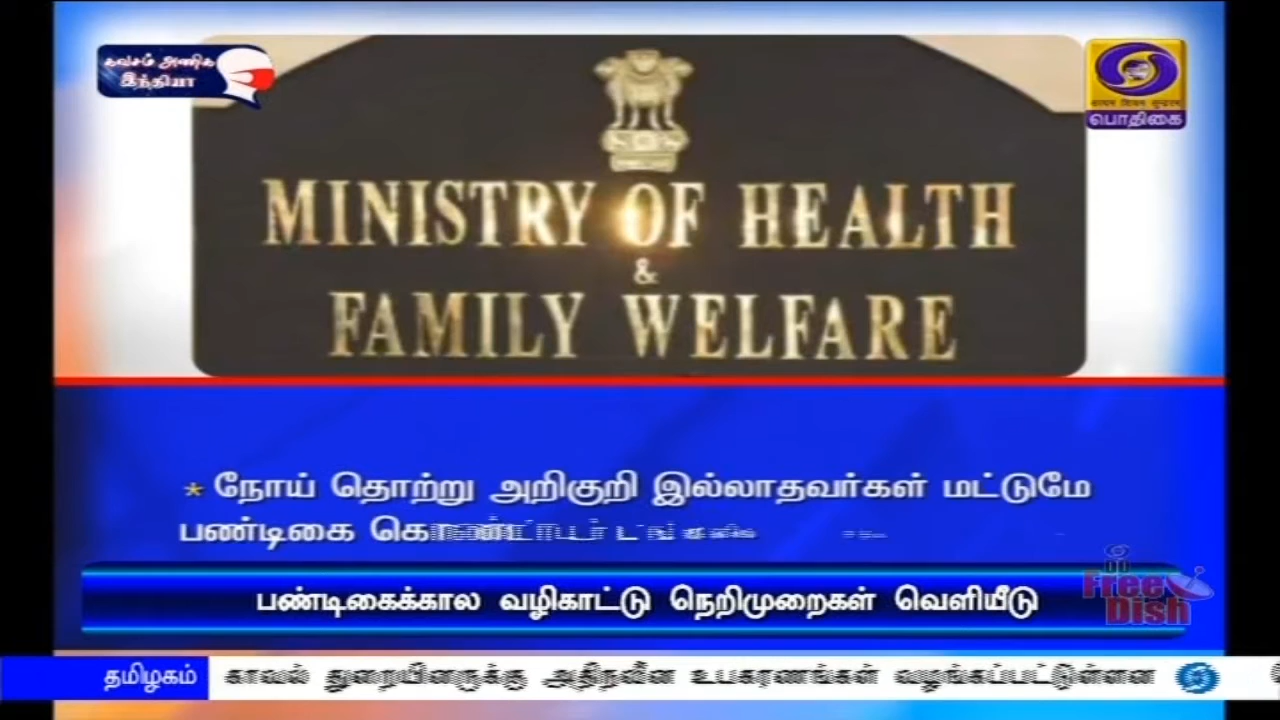 கவசம் அணிக
இந்தியா
பொதிகை
MINISTRY OF HEALTH
&
FAMILY WELFARE
* நோய் தொற்று அறிகுறி இல்லாதவர்கள் மட்டுமே
பண்டிகை
பண்டிகைக்கால வழிகாட்டு நெறிமுறைகள் வெளியீடு
Free
Dish
தமிழகம் காவல் துறையினருக்கு அதிநவீன உபகரணங்கள் வழங்கப்பட்டுள்ளன